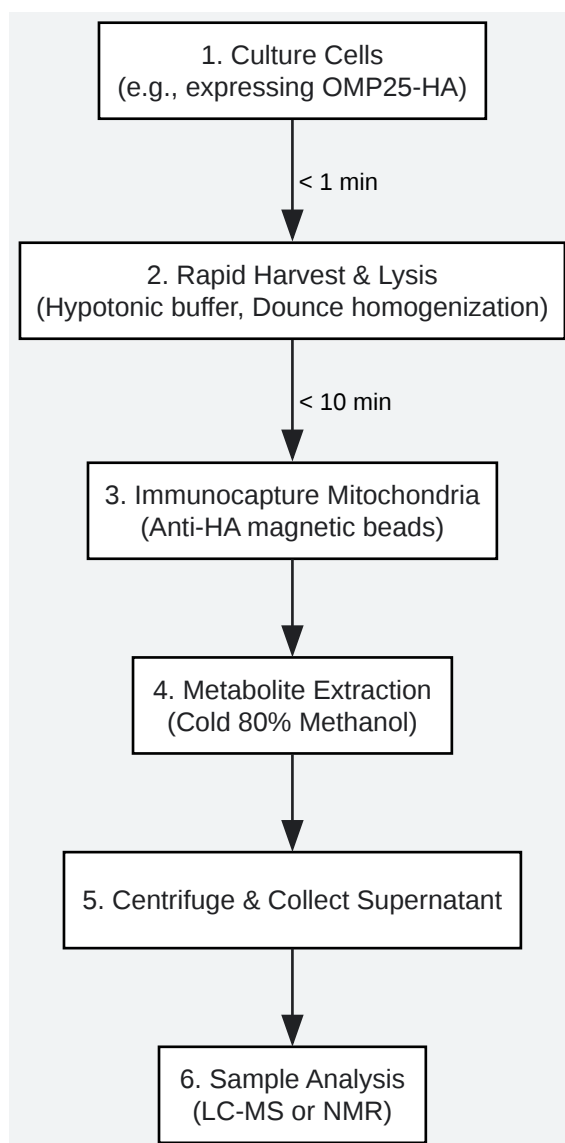 1. Culture Cells
(e.g., expressing OMP25-HA)
< 1 min
2. Rapid Harvest & Lysis
(Hypotonic buffer, Dounce homogenization)
< 10 min
3. Immunocapture Mitochondria
(Anti-HA magnetic beads)
4. Metabolite Extraction
(Cold 80% Methanol)
5. Centrifuge & Collect Supernatant
6. Sample Analysis
(LC-MS or NMR)